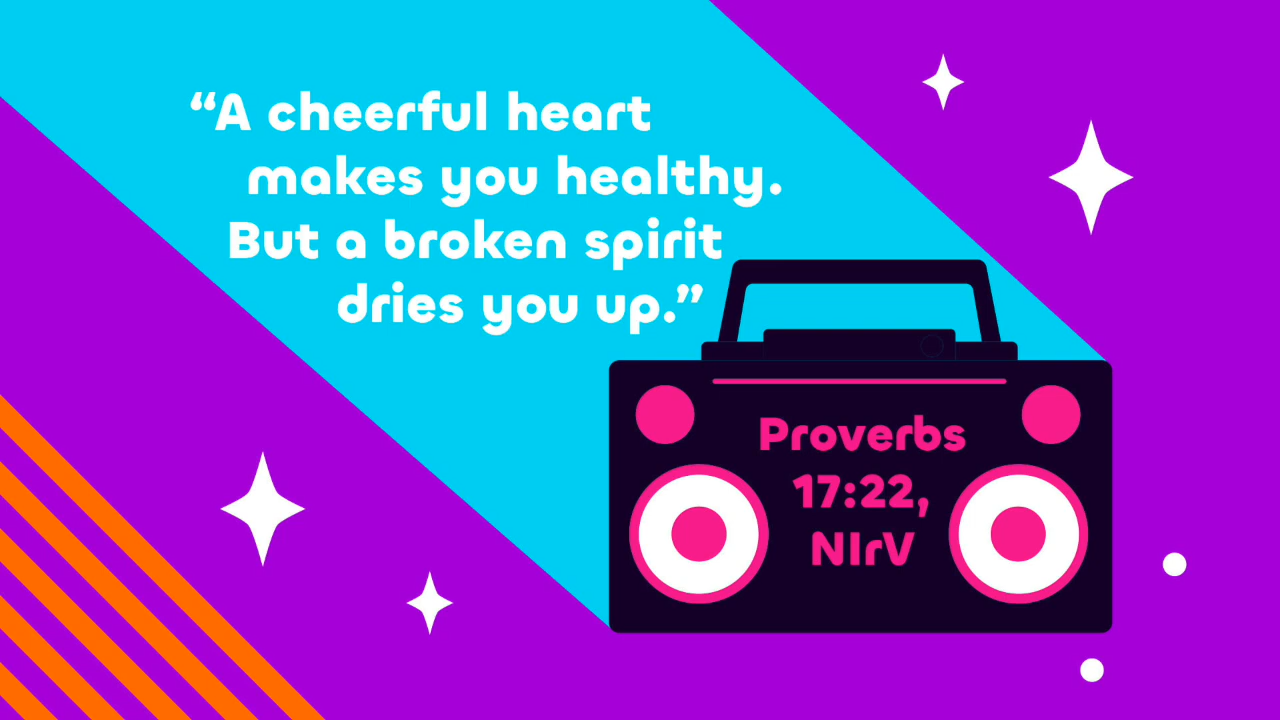 “A cheerful heart
makes you healthy.
But a broken spirit
dries you up.”
Proverbs
17:22,
NIrV